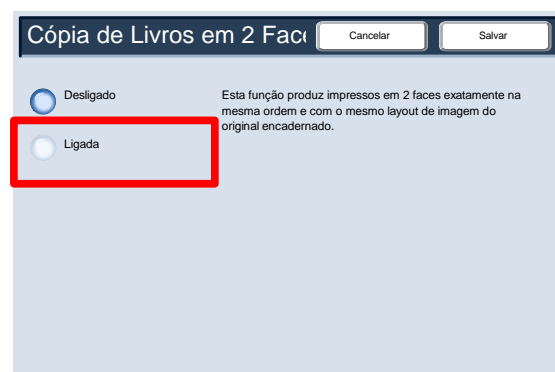 Cópia de Livros em 2 Face
Cancelar
Salvar
Desligado
Ligada
Esta função produz impressos em 2 faces exatamente na
mesma ordem e com o mesmo layout de imagem do
original encadernado.